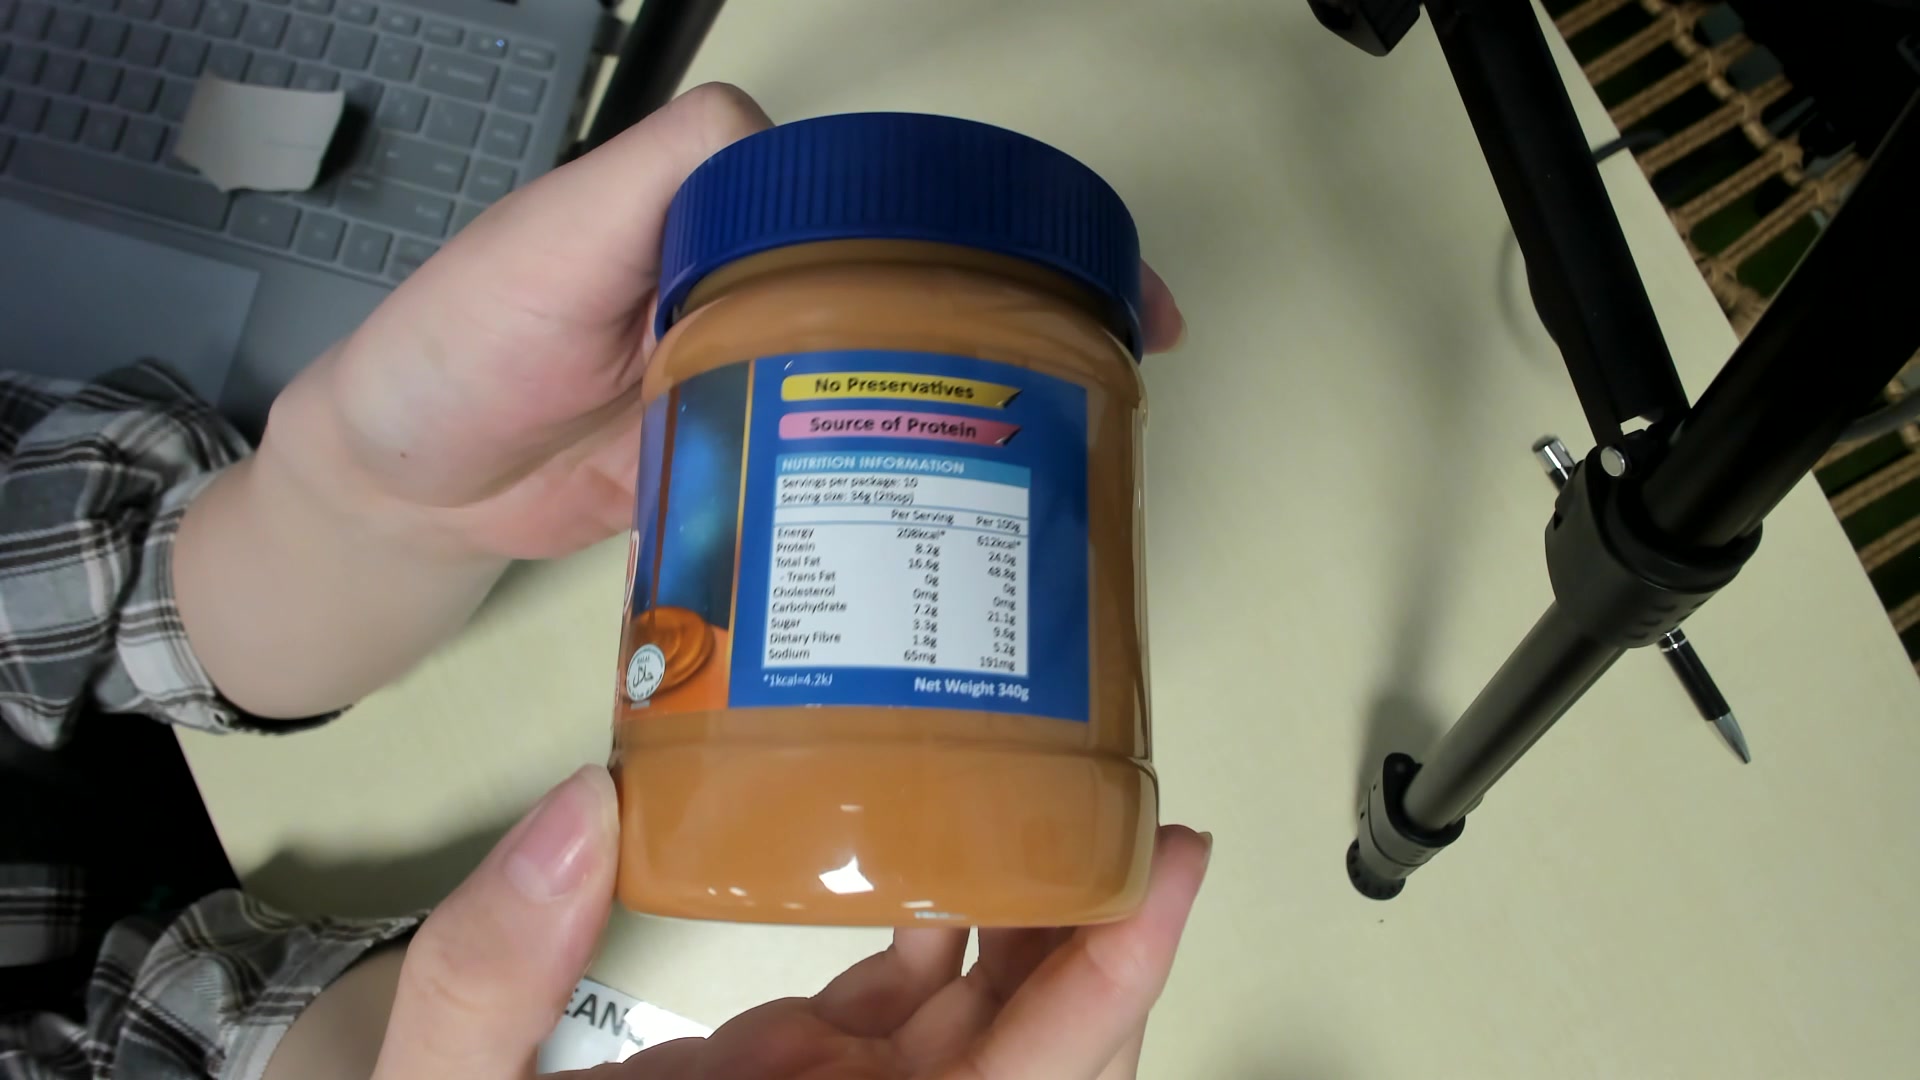 No Preservatives
Source of Protein
NUTRITION INFORMATION
Servings per package: 10
Serving size: 34g (2tbsp)
Per Serving Per 100g
Energy 208kcal* 612kcal*
Protein 8.2g 24.0g
Total Fat 16.6g 48.8g
- Trans Fat 0g 0g
Cholesterol 0mg 0mg
Carbohydrate 7.2g 21.1g
Sugar 3.3g 9.6g
Dietary Fibre 1.8g 5.2g
Sodium 65mg 191mg
*1kcal=4.2kJ
Net Weight 340g
حلال